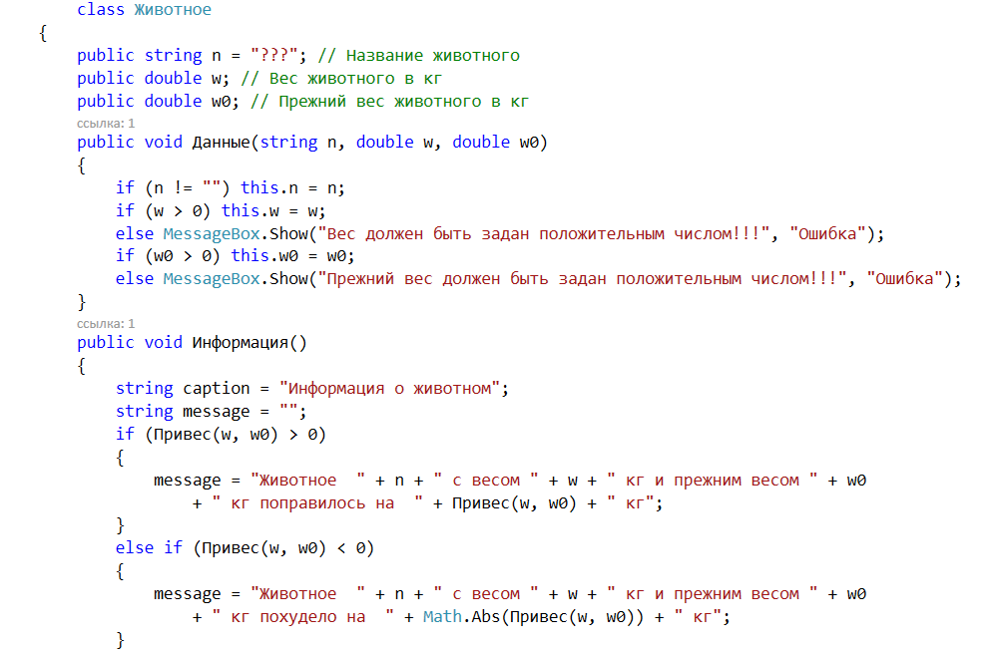 class Животное
{
public string n = "???"; // Название животного
public double w; // Вес животного в кг
public double w0; // Прежний вес животного в кг
ссылка: 1
public void Данные(string n, double w, double w0)
{
if (n != "") this.n = n;
if (w > 0) this.w = w;
else MessageBox.Show("Вес должен быть задан положительным числом!!!", "Ошибка");
if (w0 > 0) this.w0 = w0;
else MessageBox.Show("Прежний вес должен быть задан положительным числом!!!", "Ошибка");
}
ссылка: 1
public void Информация()
{
string caption = "Информация о животном";
string message = "";
if (Привес(w, w0) > 0)
{
message = "Животное  " + n + " с весом " + w + " кг и прежним весом " + w0
+ " кг поправилось на  " + Привес(w, w0) + " кг";
}
else if (Привес(w, w0) < 0)
{
message = "Животное  " + n + " с весом " + w + " кг и прежним весом " + w0
+ " кг похудело на  " + Math.Abs(Привес(w, w0)) + " кг";
}